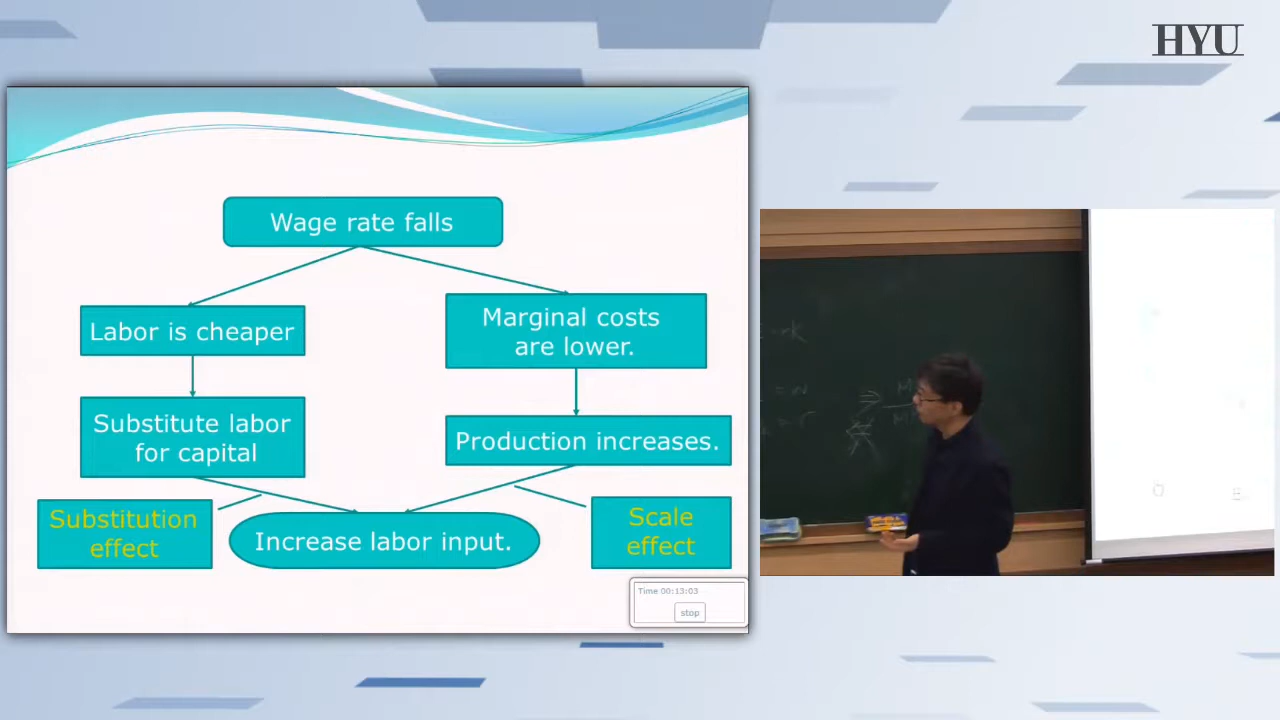 HYU
Wage rate falls
Labor is cheaper
Marginal costs
are lower.
Substitute labor
for capital
Production increases.
Substitution
effect
Increase labor input.
Scale
effect
Time 00:13:03
stop